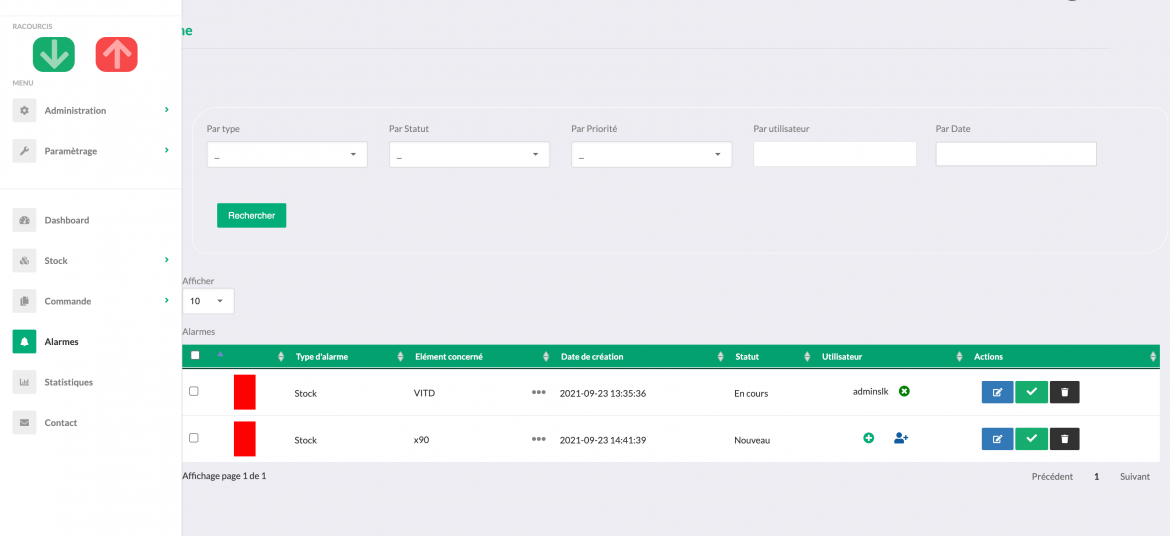 RACOURCIS
MENU
Administration
Paramètrage
Dashboard
Stock
Commande
Alarmes
Statistiques
Contact
Par type
Par Statut
Par Priorité
Par utilisateur
Par Date
_
_
_
Rechercher
Afficher
10
Alarmes
Type d'alarme Elément concerné Date de création Statut Utilisateur Actions
Stock VITD ••• 2021-09-23 13:35:36 En cours adminslk
Stock x90 ••• 2021-09-23 14:41:39 Nouveau
Affichage page 1 de 1
Précédent 1 Suivant